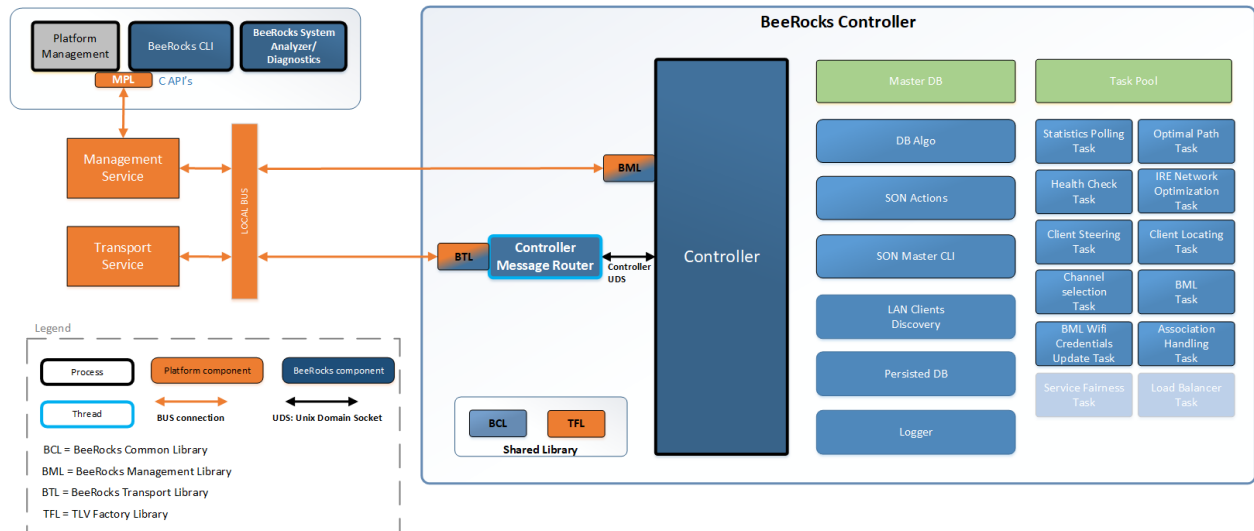 BeeRocks Controller
Platform
Management
BeeRocks CLI
BeeRocks System
Analyzer/
Diagnostics
MPL
C API's
Management
Service
Transport
Service
LOCAL BUS
BML
BTL
Controller
Message Router
Controller
UDS
Controller
Master DB
DB Algo
SON Actions
SON Master CLI
LAN Clients
Discovery
Persisted DB
Logger
Task Pool
Statistics Polling
Task
Optimal Path
Task
Health Check
Task
IRE Network
Optimization
Task
Client Steering
Task
Client Locating
Task
Channel
selection
Task
BML
Task
BML Wifi
Credentials
Update Task
Association
Handling
Task
Service Fairness
Task
Load Balancer
Task
BCL
TFL
Shared Library
Legend
Process
Platform component
BeeRocks component
Thread
BUS connection
UDS: Unix Domain Socket
BCL = BeeRocks Common Library
BML = BeeRocks Management Library
BTL = BeeRocks Transport Library
TFL = TLV Factory Library